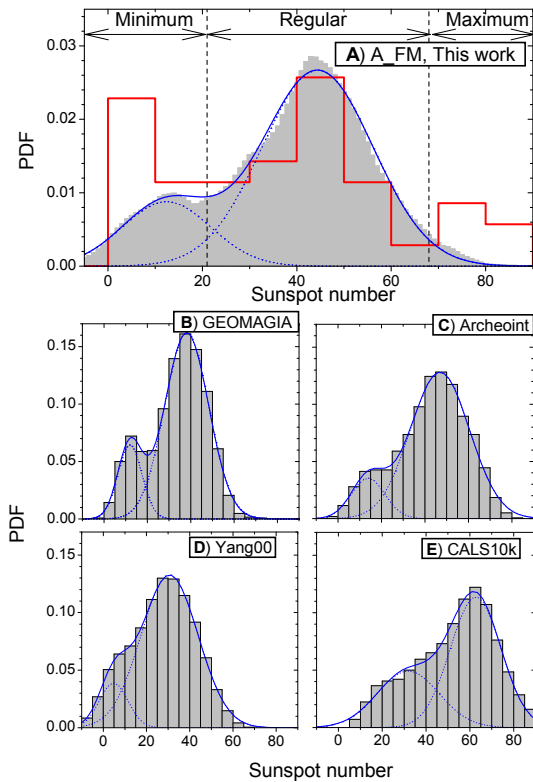 Minimum Regular Maximum
A) A_FM, This work
0.03
0.02
0.01
0.00
PDF
0 20 40 60 80
Sunspot number
B) GEOMAGIA
C) Archeoint
0.15
0.10
0.05
0.00
D) Yang00
E) CALS10k
PDF
0.15
0.10
0.05
0.00
0 20 40 60 80
0 20 40 60 80
Sunspot number